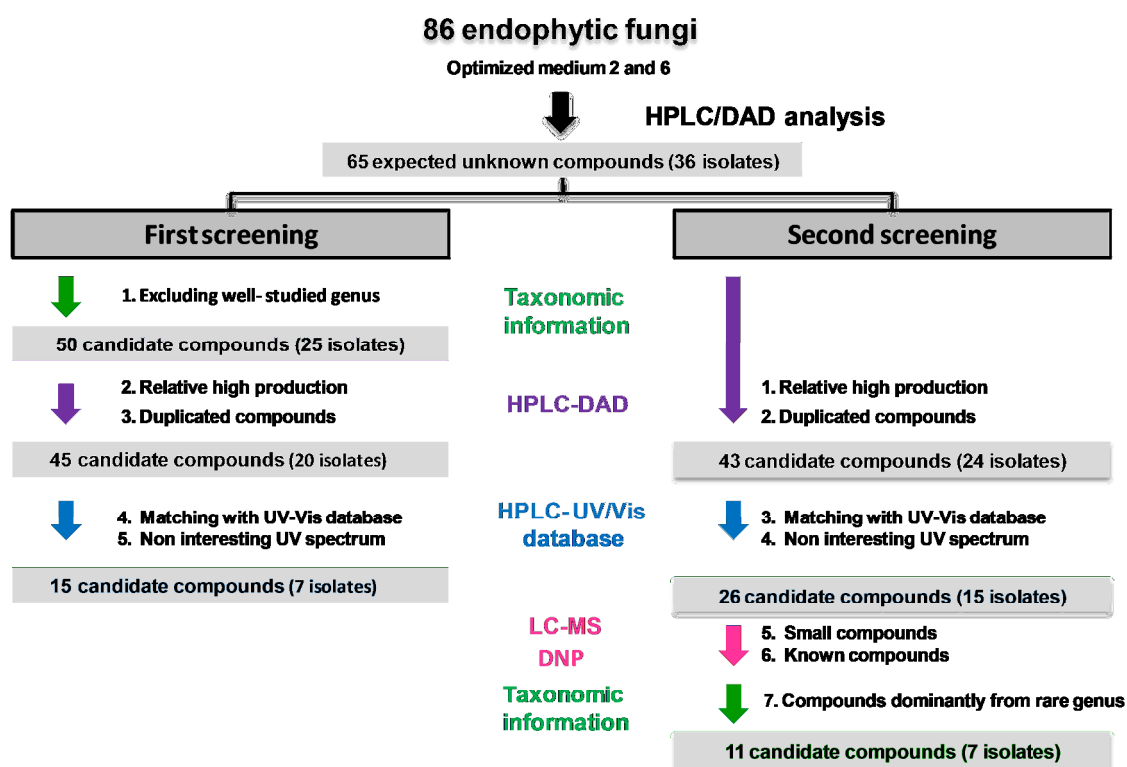 86 endophytic fungi
Optimized medium 2 and 6
HPLC/DAD analysis
65 expected unknown compounds (36 isolates)
First screening
1. Excluding well- studied genus
50 candidate compounds (25 isolates)
2. Relative high production
3. Duplicated compounds
45 candidate compounds (20 isolates)
4. Matching with UV-Vis database
5. Non interesting UV spectrum
15 candidate compounds (7 isolates)
Taxonomic
information
HPLC-DAD
HPLC- UV/Vis
database
LC-MS
DNP
Taxonomic
information
Second screening
1. Relative high production
2. Duplicated compounds
43 candidate compounds (24 isolates)
3. Matching with UV-Vis database
4. Non interesting UV spectrum
26 candidate compounds (15 isolates)
5. Small compounds
6. Known compounds
7. Compounds dominantly from rare genus
11 candidate compounds (7 isolates)